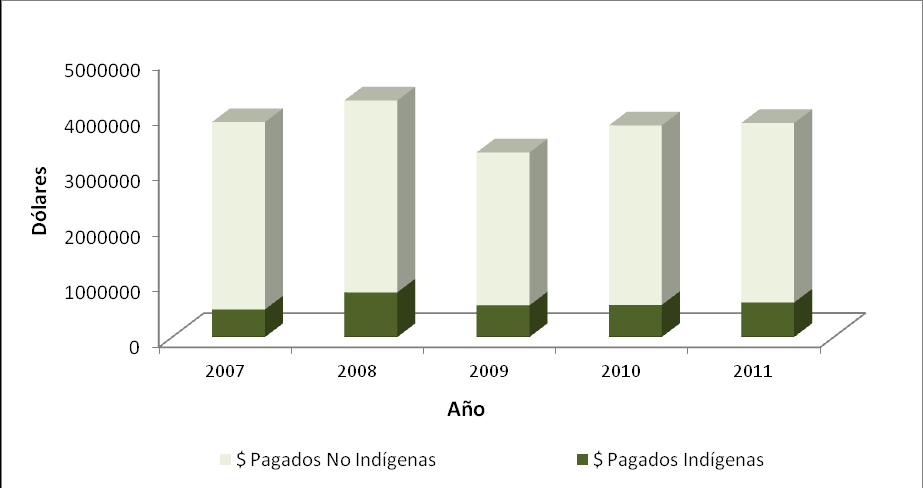 5000000
4000000
3000000
2000000
1000000
0
Dólares
2007 2008 2009 2010 2011
Año
$ Pagados No Indígenas $ Pagados Indígenas